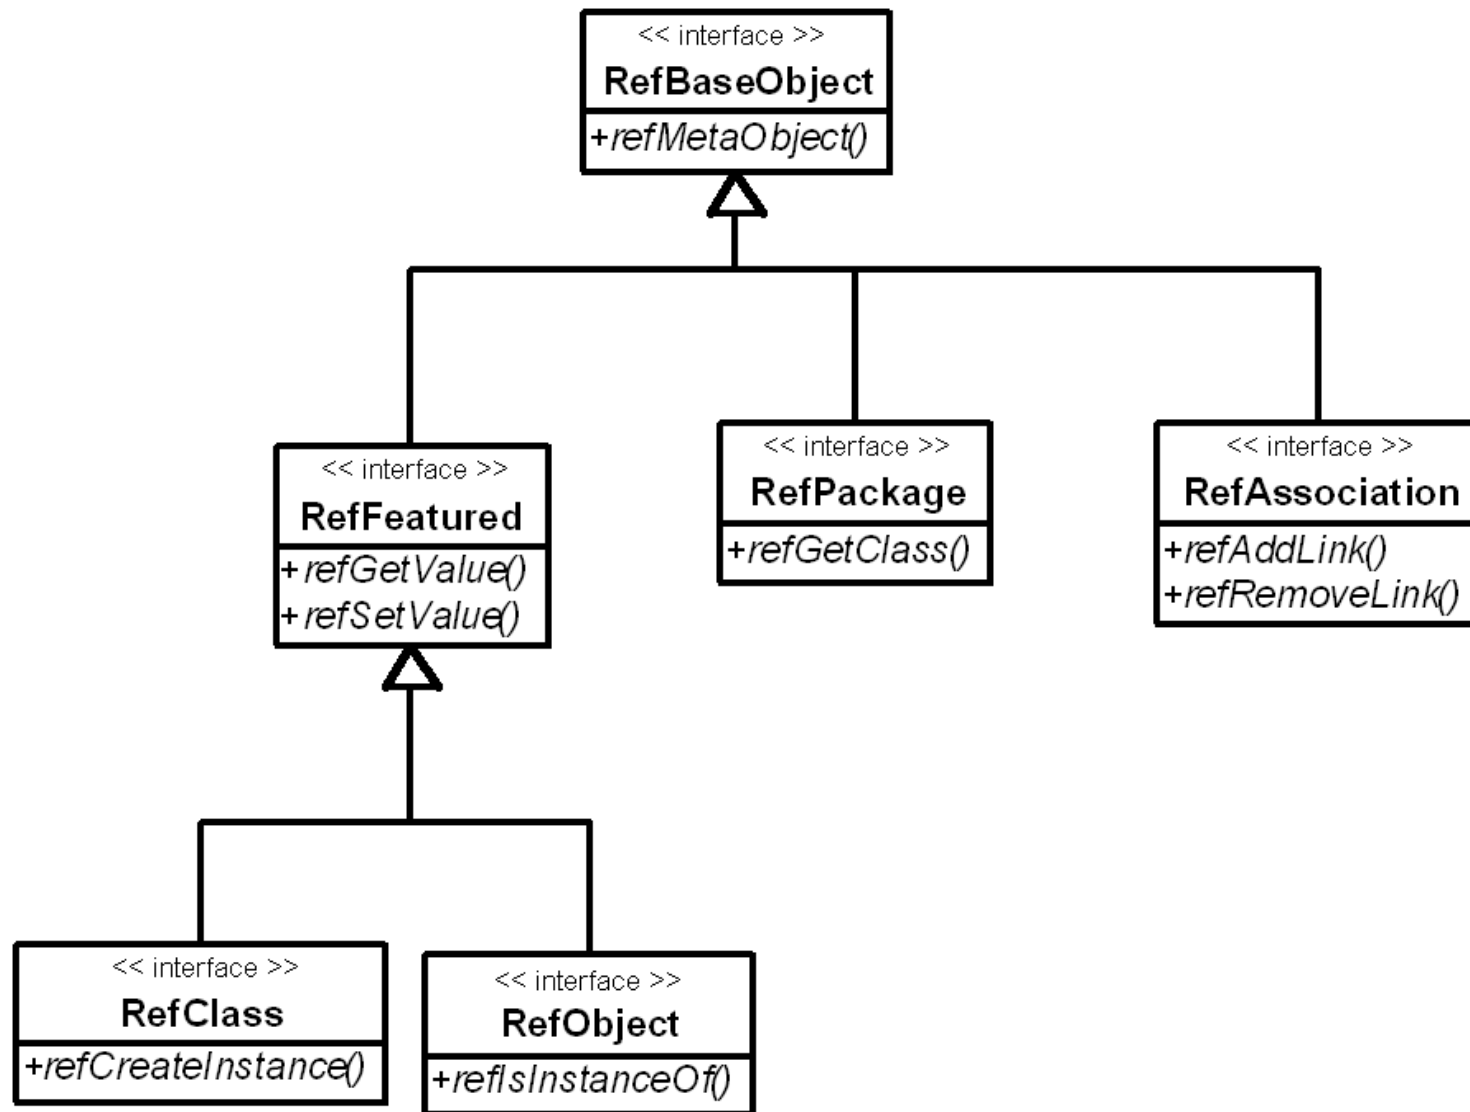 << interface >>
RefBaseObject
+refMetaObject()
<< interface >>
RefFeatured
+refGetValue()
+refSetValue()
<< interface >>
RefPackage
+refGetClass()
<< interface >>
RefAssociation
+refAddLink()
+refRemoveLink()
<< interface >>
RefClass
+refCreateInstance()
<< interface >>
RefObject
+refIsInstanceOf()